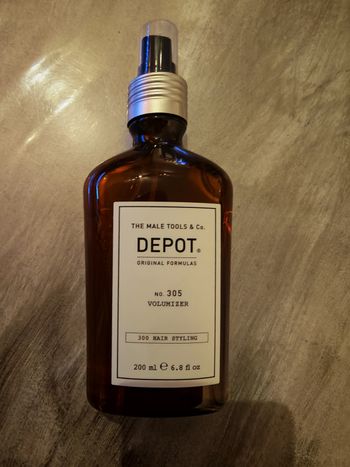 THE MALE TOOLS & Co.
DEPOT®
ORIGINAL FORMULAS
NO. 305
VOLUMIZER
300 HAIR STYLING
200 ml ℮ 6.8 fl oz